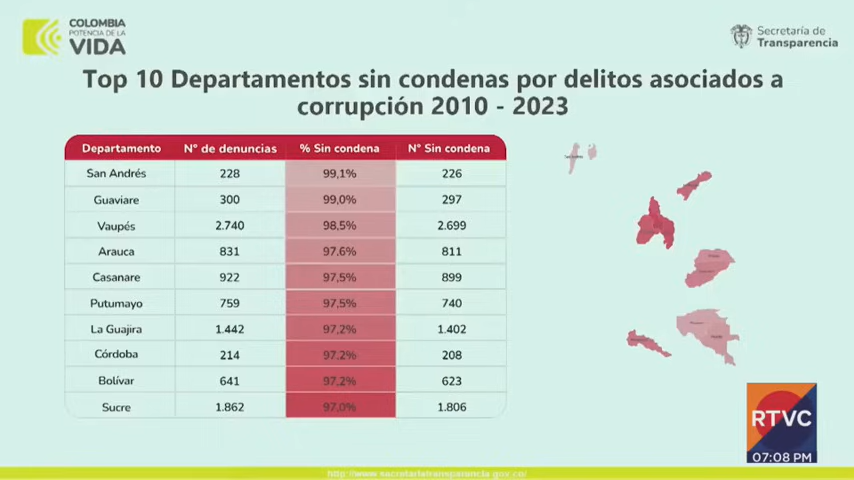 COLOMBIA
POTENCIA DE LA
VIDA
Secretaría de
Transparencia
Top 10 Departamentos sin condenas por delitos asociados a
corrupción 2010 - 2023
Departamento N° de denuncias % Sin condena N° Sin condena
San Andrés 228 99,1% 226
Guaviare 300 99,0% 297
Vaupés 2.740 98,5% 2.699
Arauca 831 97,6% 811
Casanare 922 97,5% 899
Putumayo 759 97,5% 740
La Guajira 1.442 97,2% 1.402
Córdoba 214 97,2% 208
Bolívar 641 97,2% 623
Sucre 1.862 97,0% 1.806
RTVC
07:08 PM
http://www.secretariatransparencia.gov.co/